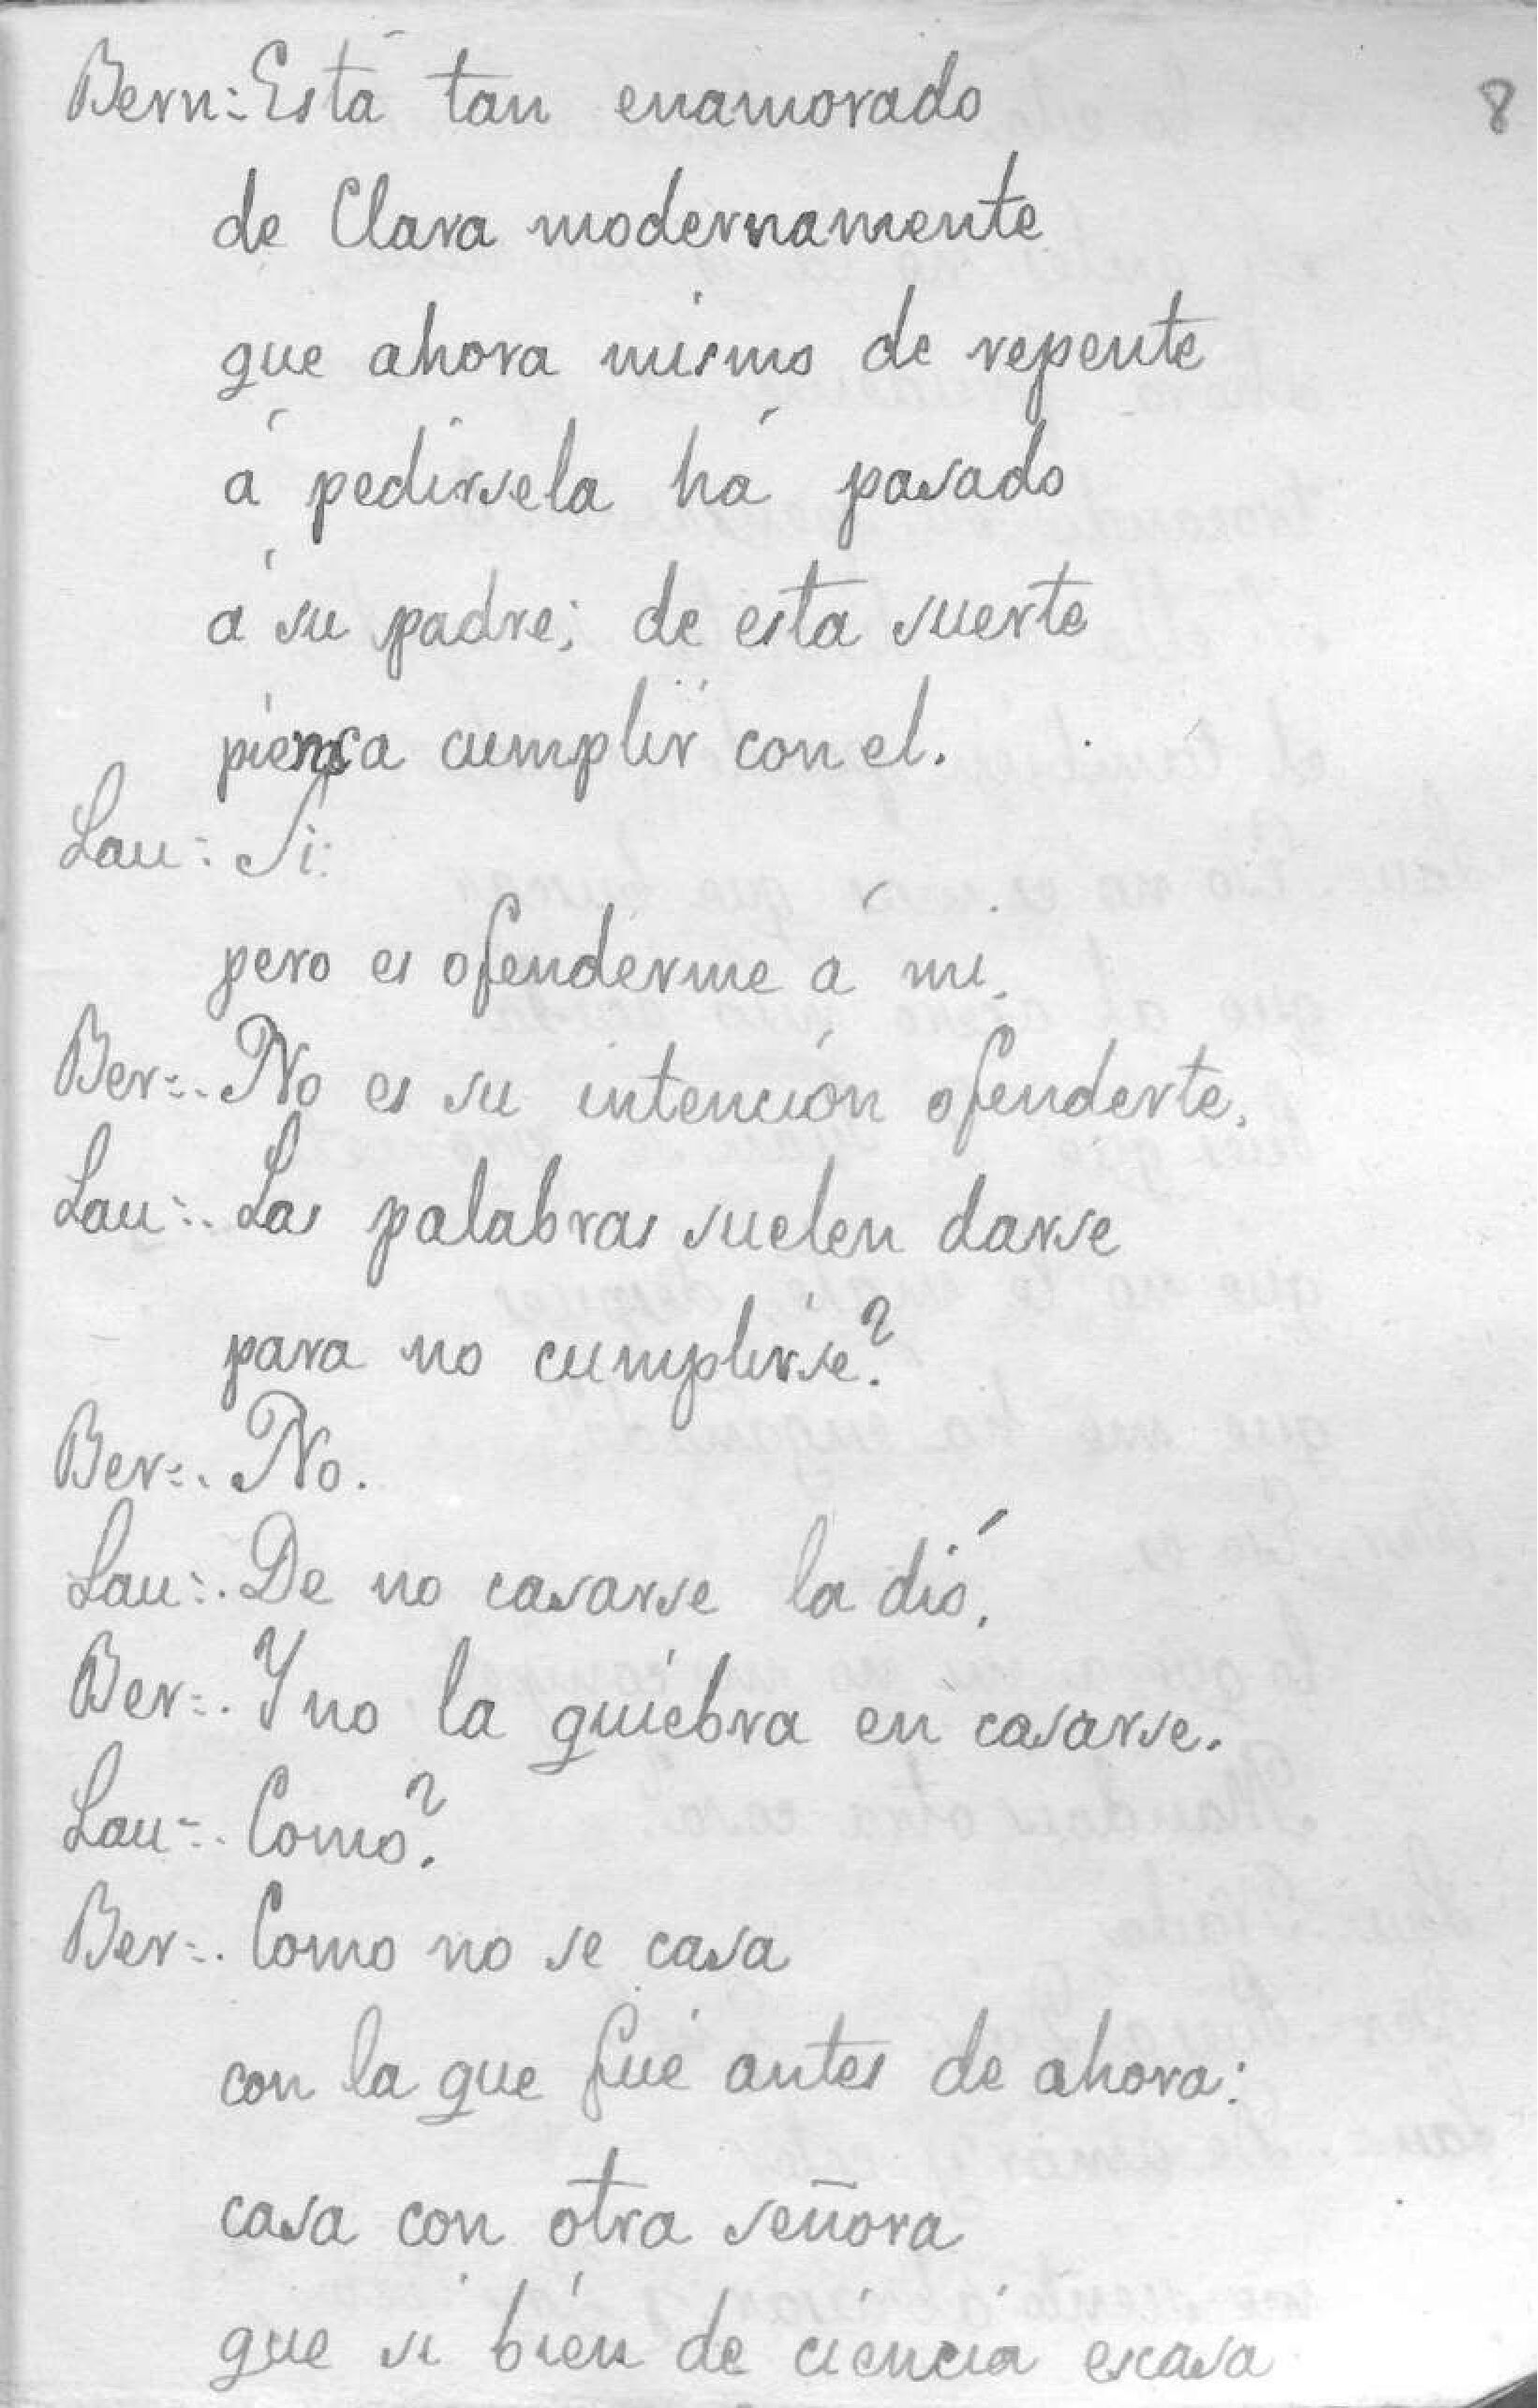 8
Bern:- Está tan enamorado
de Clara modernamente
que ahora mismo de repente
á pedirsela há pasado
á su padre; de esta suerte
piensa cumplir con el.
Lau:- Si:
pero es ofenderme á mi.
Ber:- No es su intención ofenderte.
Lau:- Las palabras suelen darse
para no cumplirse?
Ber:- No.
Lau:- De no casarse la dió.
Ber:- Y no la quiebra en casarse.
Lau:- Como?
Ber:- Como no se casa
con la que fué antes de ahora:
casa con otra señora
que si bién de ciencia escasa